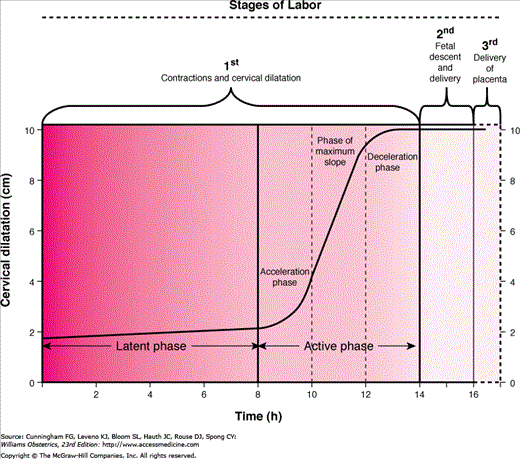 Stages of Labor
1st
Contractions and cervical dilatation
2nd
Fetal
descent
and
delivery
3rd
Delivery
of
placenta
Cervical dilatation (cm)
10
8
6
4
2
0
10
8
6
4
2
0
Acceleration
phase
Phase of
maximum
slope
Deceleration
phase
Latent phase
Active phase
2
4
6
8
10
12
14
16
17
Time (h)
Source: Cunningham FG, Leveno KJ, Bloom SL, Hauth JC, Rouse DJ, Spong CY:
Williams Obstetrics, 23rd Edition: http://www.accessmedicine.com
Copyright © The McGraw-Hill Companies, Inc. All rights reserved.